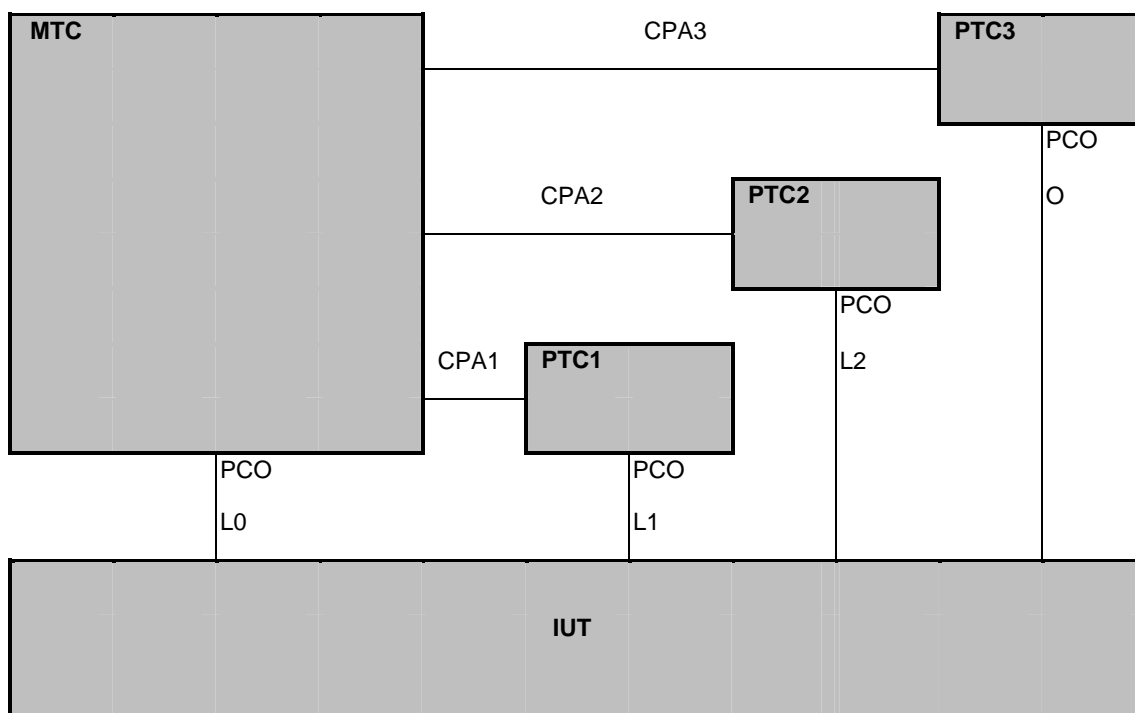 MTC CPA3 PTC3
PCO
CPA2 PTC2 O
PCO
CPA1 PTC1 L2
PCO PCO
L0 L1
IUT